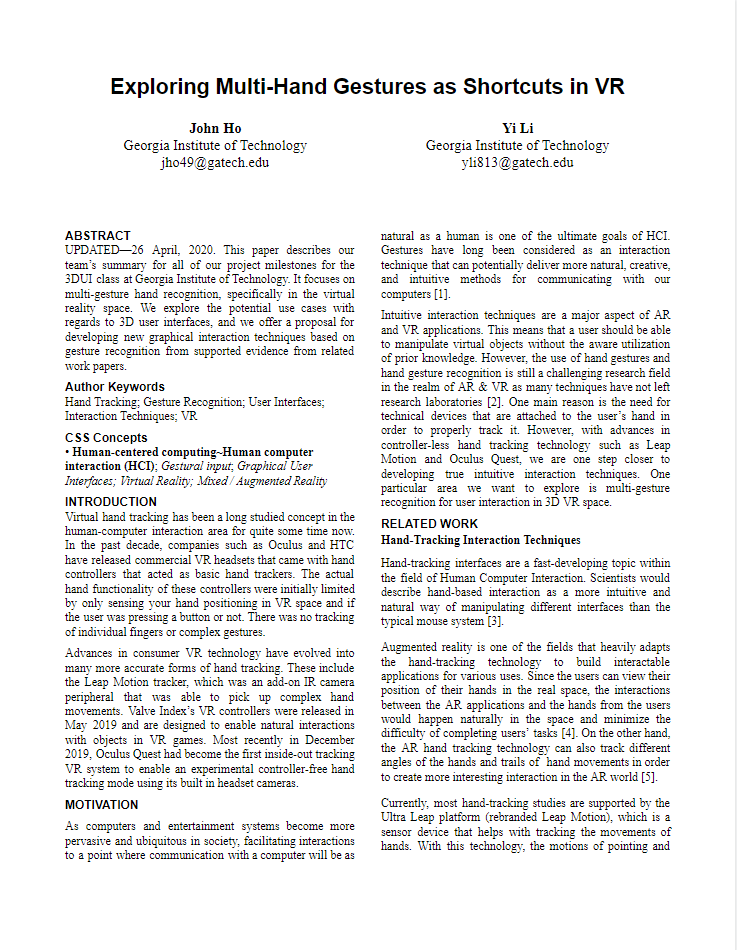 Exploring Multi-Hand Gestures as Shortcuts in VR
John Ho
Georgia Institute of Technology
jho49@gatech.edu
Yi Li
Georgia Institute of Technology
yli813@gatech.edu
ABSTRACT
UPDATED—26 April, 2020. This paper describes our
team's summary for all of our project milestones for the
3DUI class at Georgia Institute of Technology. It focuses on
multi-gesture hand recognition, specifically in the virtual
reality space. We explore the potential use cases with
regards to 3D user interfaces, and we offer a proposal for
developing new graphical interaction techniques based on
gesture recognition from supported evidence from related
work papers.
Author Keywords
Hand Tracking; Gesture Recognition; User Interfaces;
Interaction Techniques; VR
CSS Concepts
• Human-centered computing~Human computer
interaction (HCI); Gestural input; Graphical User
Interfaces; Virtual Reality; Mixed / Augmented Reality
INTRODUCTION
Virtual hand tracking has been a long studied concept in the
human-computer interaction area for quite some time now.
In the past decade, companies such as Oculus and HTC
have released commercial VR headsets that came with hand
controllers that acted as basic hand trackers. The actual
hand functionality of these controllers were initially limited
by only sensing your hand positioning in VR space and if
the user was pressing a button or not. There was no tracking
of individual fingers or complex gestures.
Advances in consumer VR technology have evolved into
many more accurate forms of hand tracking. These include
the Leap Motion tracker, which was an add-on IR camera
peripheral that was able to pick up complex hand
movements. Valve Index's VR controllers were released in
May 2019 and are designed to enable natural interactions
with objects in VR games. Most recently in December
2019, Oculus Quest had become the first inside-out tracking
VR system to enable an experimental controller-free hand
tracking mode using its built in headset cameras.
MOTIVATION
As computers and entertainment systems become more
pervasive and ubiquitous in society, facilitating interactions
to a point where communication with a computer will be as
natural as a human is one of the ultimate goals of HCI.
Gestures have long been considered as an interaction
technique that can potentially deliver more natural, creative,
and intuitive methods for communicating with our
computers [1].
Intuitive interaction techniques are a major aspect of AR
and VR applications. This means that a user should be able
to manipulate virtual objects without the aware utilization
of prior knowledge. However, the use of hand gestures and
hand gesture recognition is still a challenging research field
in the realm of AR & VR as many techniques have not left
research laboratories [2]. One main reason is the need for
technical devices that are attached to the user's hand in
order to properly track it. However, with advances in
controller-less hand tracking technology such as Leap
Motion and Oculus Quest, we are one step closer to
developing true intuitive interaction techniques. One
particular area we want to explore is multi-gesture
recognition for user interaction in 3D VR space.
RELATED WORK
Hand-Tracking Interaction Techniques
Hand-tracking interfaces are a fast-developing topic within
the field of Human Computer Interaction. Scientists would
describe hand-based interaction as a more intuitive and
natural way of manipulating different interfaces than the
typical mouse system [3].
Augmented reality is one of the fields that heavily adapts
the hand-tracking technology to build interactable
applications for various uses. Since the users can view their
position of their hands in the real space, the interactions
between the AR applications and the hands from the users
would happen naturally in the space and minimize the
difficulty of completing users' tasks [4]. On the other hand,
the AR hand tracking technology can also track different
angles of the hands and trails of hand movements in order
to create more interesting interaction in the AR world [5].
Currently, most hand-tracking studies are supported by the
Ultra Leap platform (rebranded Leap Motion), which is a
sensor device that helps with tracking the movements of
hands. With this technology, the motions of pointing and